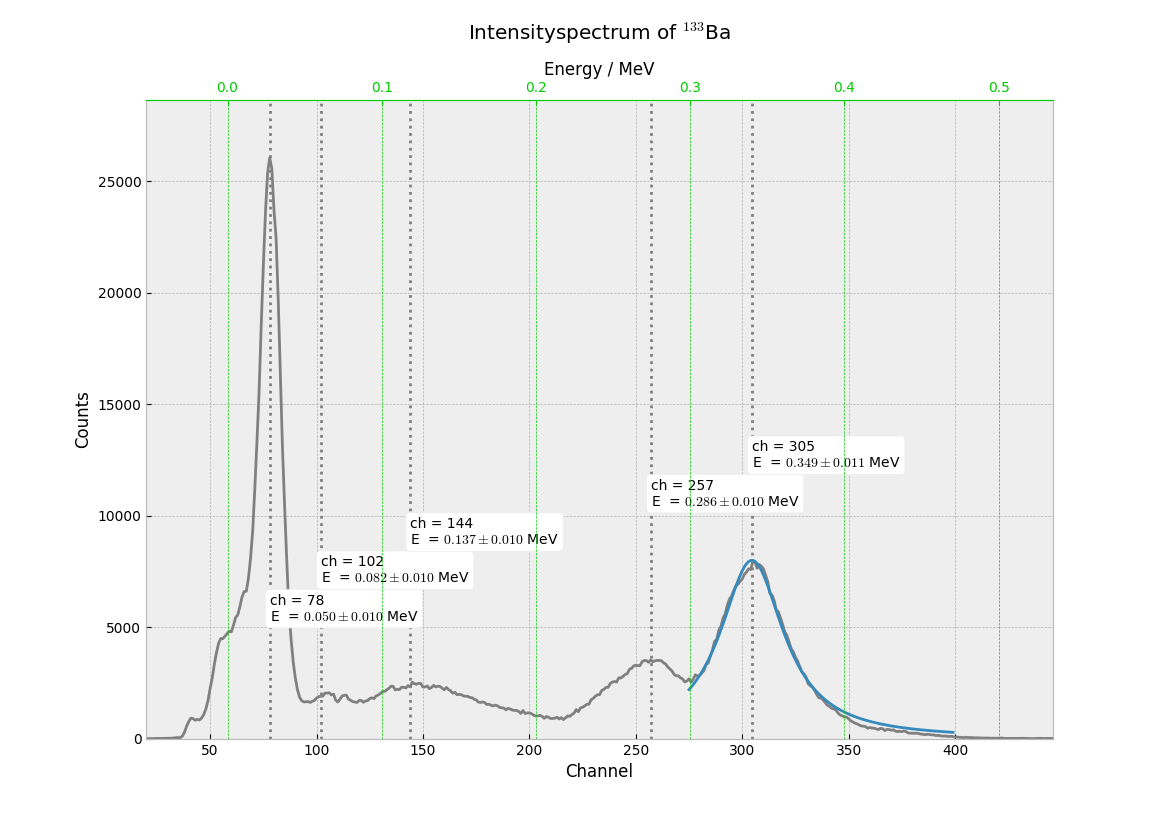 Intensityspectrum of ¹³³Ba
Energy / MeV
0.0 0.1 0.2 0.3 0.4 0.5
25000
20000
15000
10000
5000
0
Counts
ch = 305
E = 0.349 ± 0.011 MeV
ch = 257
E = 0.286 ± 0.010 MeV
ch = 144
E = 0.137 ± 0.010 MeV
ch = 102
E = 0.082 ± 0.010 MeV
ch = 78
E = 0.050 ± 0.010 MeV
50 100 150 200 250 300 350 400
Channel